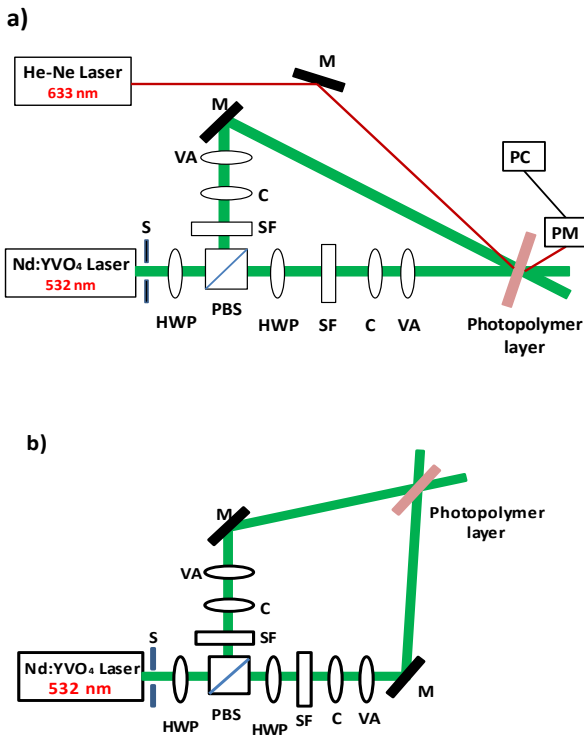 a)
He-Ne Laser
633 nm
M
M
VA
C
SF
S
Nd:YVO₄ Laser
532 nm
HWP
PBS
HWP
SF
C
VA
PC
PM
Photopolymer
layer
b)
M
Photopolymer
layer
VA
C
SF
S
Nd:YVO₄ Laser
532 nm
HWP
PBS
HWP
SF
C
VA
M